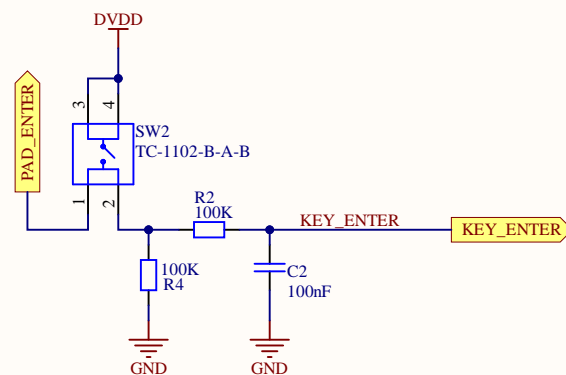 DVDD
PAD_ENTER
3
4
SW2
TC-1102-B-A-B
1
2
R2
100K
KEY_ENTER
KEY_ENTER
100K
R4
C2
100nF
GND
GND